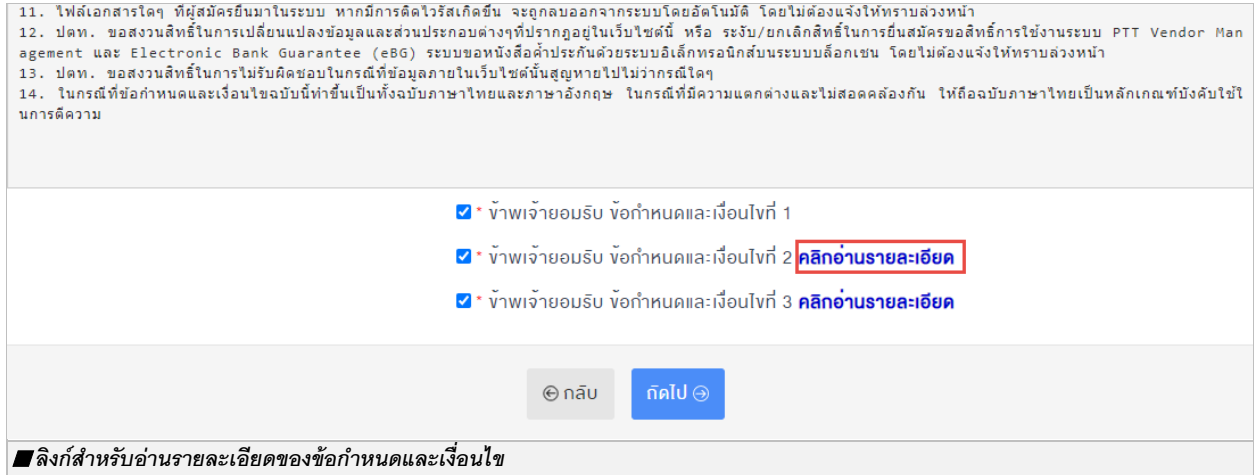 11. ไฟล์เอกสารใดๆ ที่ผู้สมัครยื่นมาในระบบ หากมีการติดไวรัสเกิดขึ้น จะถูกลบออกจากระบบโดยอัตโนมัติ โดยไม่ต้องแจ้งให้ทราบล่วงหน้า
12. ปตท. ขอสงวนสิทธิ์ในการเปลี่ยนแปลงข้อมูลและส่วนประกอบต่างๆที่ปรากฏอยู่ในเว็บไซต์นี้ หรือ ระงับ/ยกเลิกสิทธิ์ในการยื่นสมัครขอสิทธิ์การใช้งานระบบ PTT Vendor Man
agement และ Electronic Bank Guarantee (eBG) ระบบขอหนังสือค้ำประกันด้วยระบบอิเล็กทรอนิกส์บนระบบบล็อกเชน โดยไม่ต้องแจ้งให้ทราบล่วงหน้า
13. ปตท. ขอสงวนสิทธิ์ในการไม่รับผิดชอบในกรณีที่ข้อมูลภายในเว็บไซต์นั้นสูญหายไปไม่ว่ากรณีใดๆ
14. ในกรณีที่ข้อกำหนดและเงื่อนไขฉบับนี้ทำขึ้นเป็นทั้งฉบับภาษาไทยและภาษาอังกฤษ ในกรณีที่มีความแตกต่างและไม่สอดคล้องกัน ให้ถือฉบับภาษาไทยเป็นหลักเกณฑ์บังคับใช้ใ
นการตีความ
* ข้าพเจ้ายอมรับ ข้อกำหนดและเงื่อนไขที่ 1
* ข้าพเจ้ายอมรับ ข้อกำหนดและเงื่อนไขที่ 2 คลิกอ่านรายละเอียด
* ข้าพเจ้ายอมรับ ข้อกำหนดและเงื่อนไขที่ 3 คลิกอ่านรายละเอียด
กลับ ถัดไป
ลิงก์สำหรับอ่านรายละเอียดของข้อกำหนดและเงื่อนไข